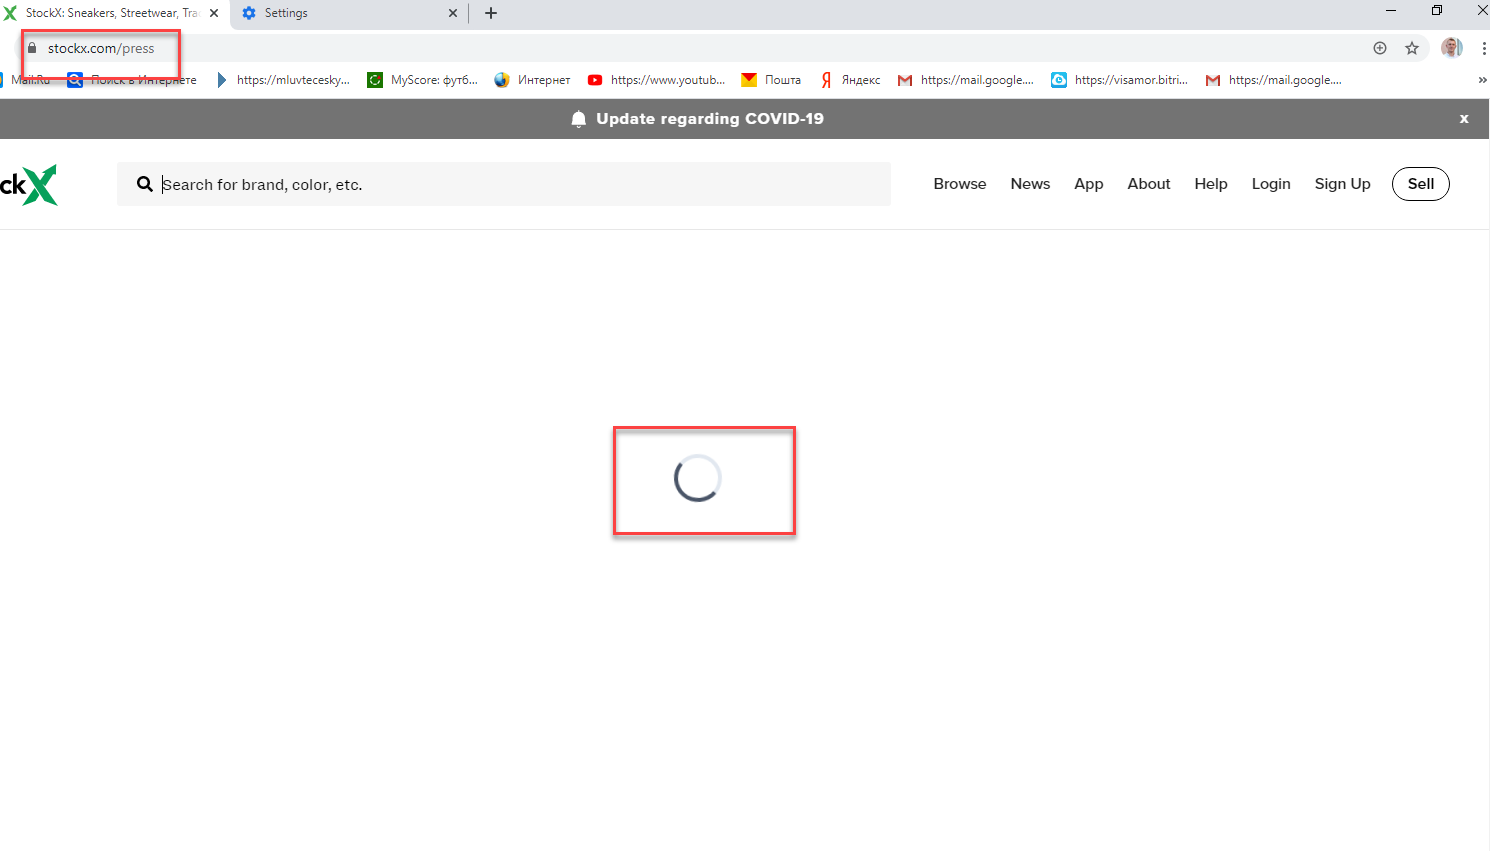 StockX: Sneakers, Streetwear, Tra
Settings
stockx.com/press
Mail.Ru Поиск в Интернете https://mluvtecesky... MyScore: футб... Интернет https://www.youtub... Пошта Яндекс https://mail.google.... https://visamor.bitri... https://mail.google.... »
Update regarding COVID-19 x
ckX Search for brand, color, etc. Browse News App About Help Login Sign Up Sell